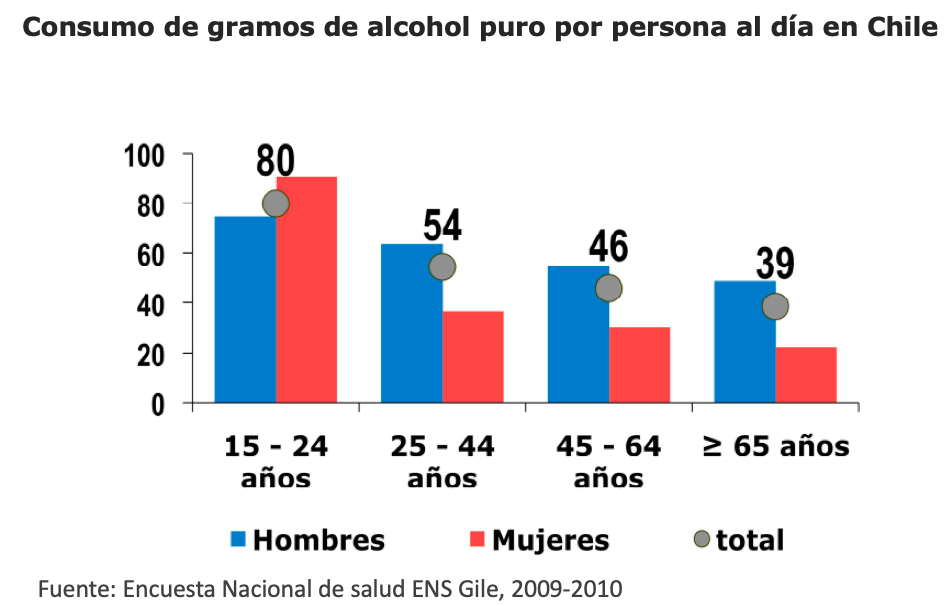 Consumo de gramos de alcohol puro por persona al día en Chile
100
80
60
40
20
0
80
54
46
39
15 - 24
años
25 - 44
años
45 - 64
años
≥ 65 años
Hombres
Mujeres
total
Fuente: Encuesta Nacional de salud ENS Gile, 2009-2010